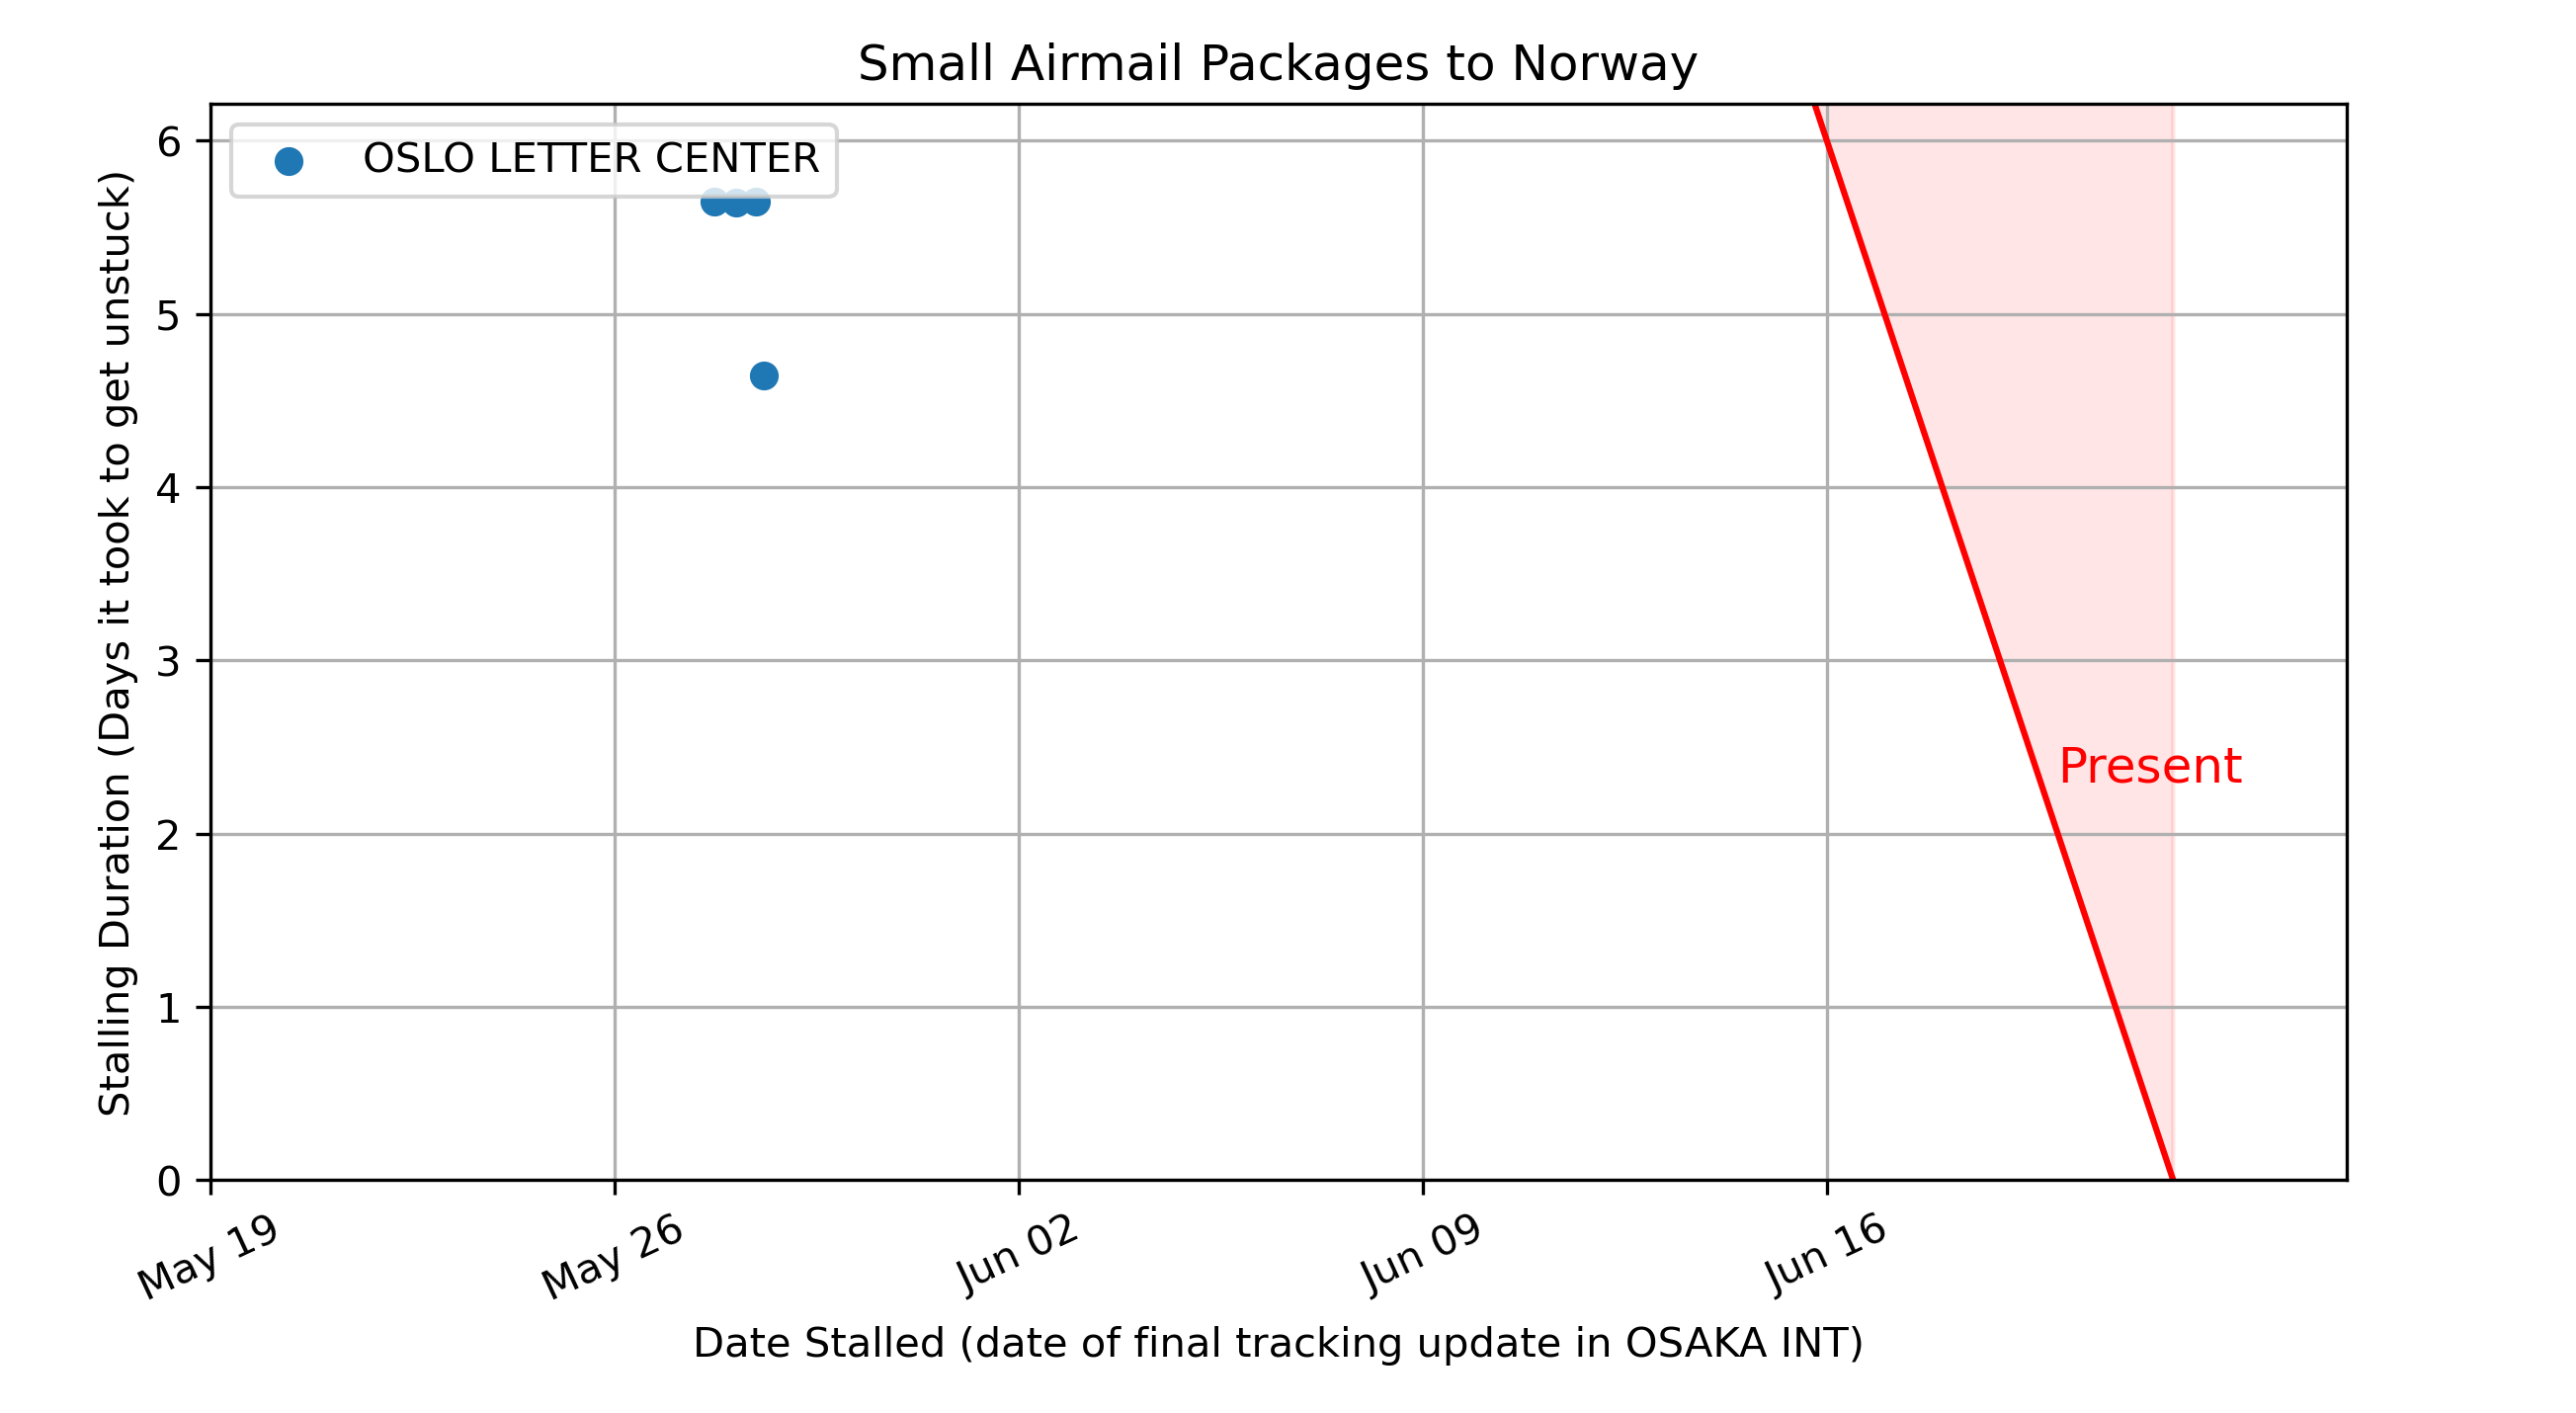 Small Airmail Packages to Norway
OSLO LETTER CENTER
Stalling Duration (Days it took to get unstuck)
6
5
4
3
2
1
0
Present
May 19
May 26
Jun 02
Jun 09
Jun 16
Date Stalled (date of final tracking update in OSAKA INT)